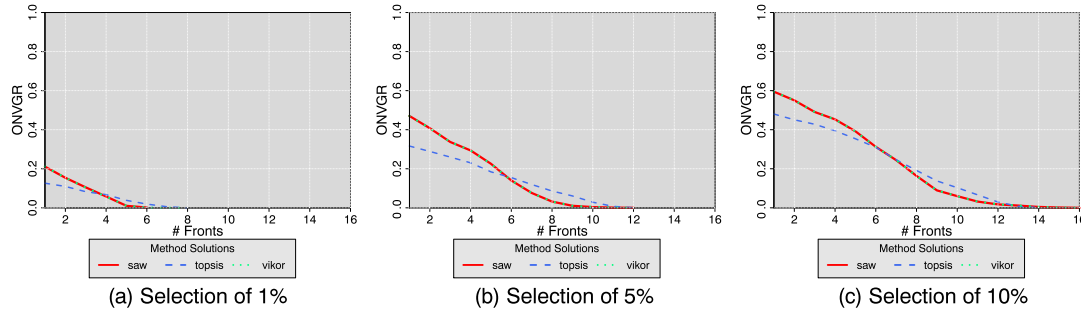 ONVGR
0.0 0.2 0.4 0.6 0.8 1.0
2 4 6 8 10 12 14 16
# Fronts
Method Solutions
saw topsis vikor
(a) Selection of 1%
ONVGR
0.0 0.2 0.4 0.6 0.8 1.0
2 4 6 8 10 12 14 16
# Fronts
Method Solutions
saw topsis vikor
(b) Selection of 5%
ONVGR
0.0 0.2 0.4 0.6 0.8 1.0
2 4 6 8 10 12 14 16
# Fronts
Method Solutions
saw topsis vikor
(c) Selection of 10%